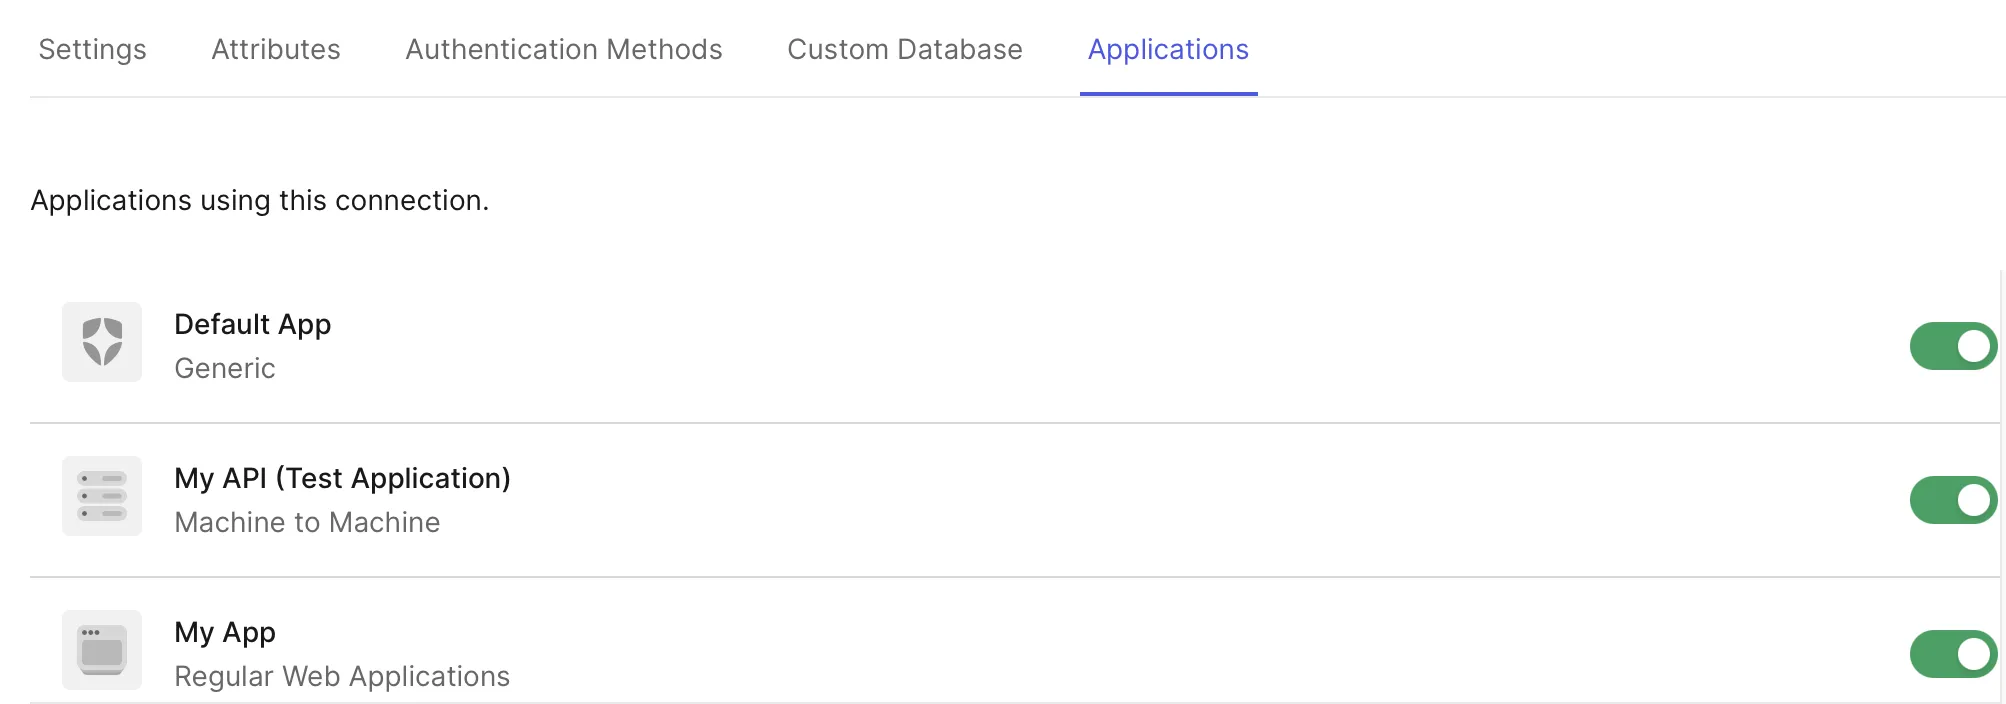 Settings Attributes Authentication Methods Custom Database Applications
Applications using this connection.
Default App
Generic
My API (Test Application)
Machine to Machine
My App
Regular Web Applications